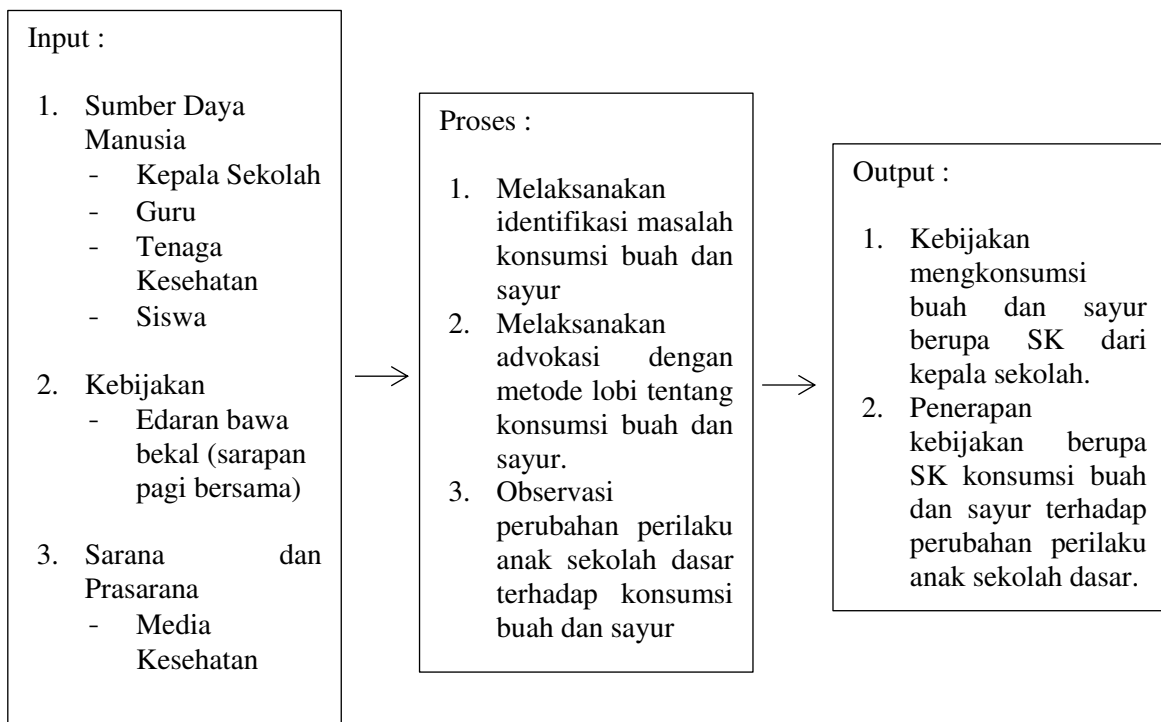 Input :
1. Sumber Daya
Manusia
- Kepala Sekolah
- Guru
- Tenaga
Kesehatan
- Siswa
2. Kebijakan
- Edaran bawa
bekal (sarapan
pagi bersama)
3. Sarana dan
Prasarana
- Media
Kesehatan
Proses :
1. Melaksanakan
identifikasi masalah
konsumsi buah dan
sayur
2. Melaksanakan
advokasi dengan
metode lobi tentang
konsumsi buah dan
sayur.
3. Observasi
perubahan perilaku
anak sekolah dasar
terhadap konsumsi
buah dan sayur
Output :
1. Kebijakan
mengkonsumsi
buah dan sayur
berupa SK dari
kepala sekolah.
2. Penerapan
kebijakan berupa
SK konsumsi buah
dan sayur terhadap
perubahan perilaku
anak sekolah dasar.